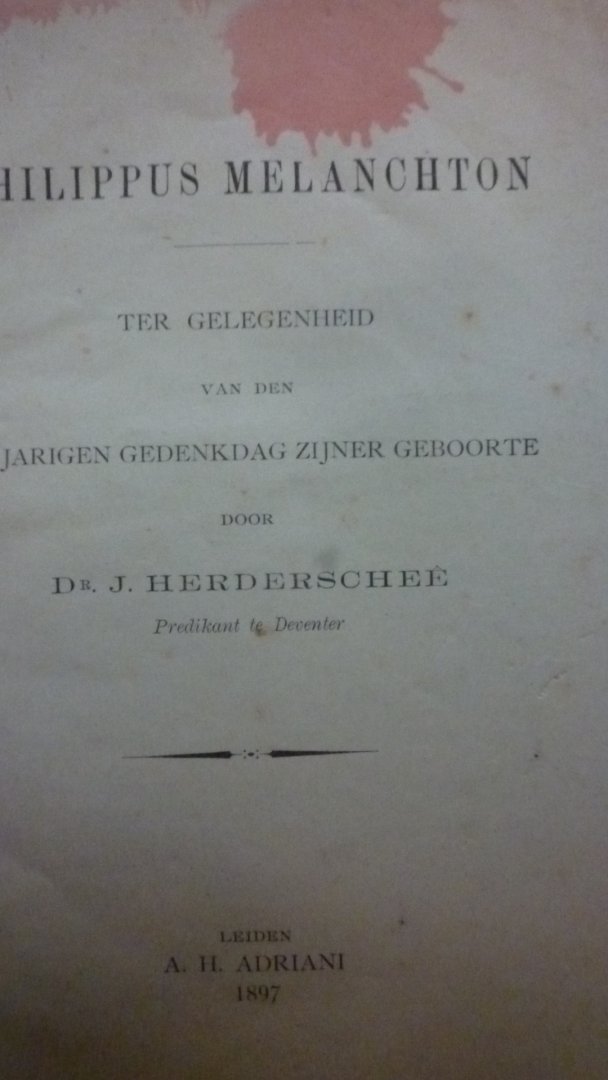 HILIPPUS MELANCHTON
TER GELEGENHEID
VAN DEN
JARIGEN GEDENKDAG ZIJNER GEBOORTE
DOOR
DR. J. HERDERSCHEÊ
Predikant te Deventer
LEIDEN
A. H. ADRIANI
1897